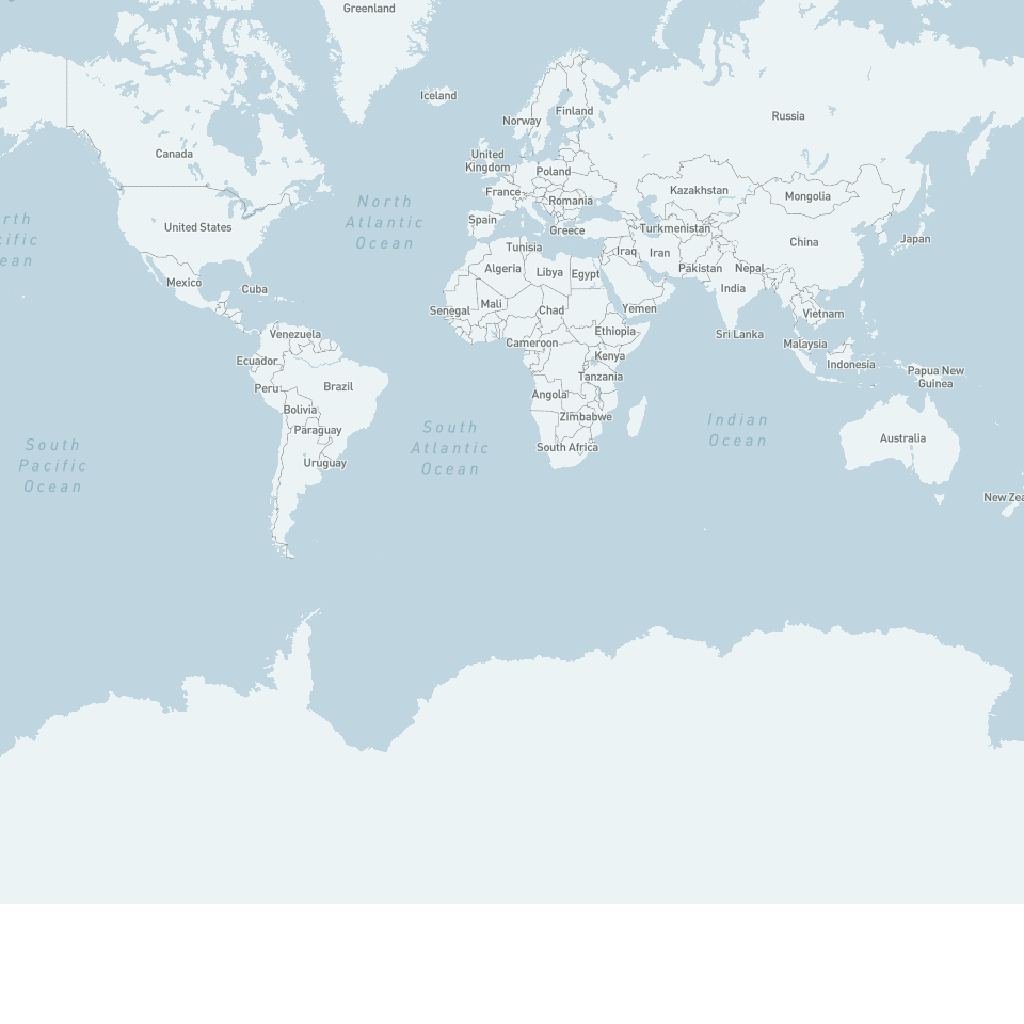 Greenland
Iceland
Finland
Norway
Russia
Canada
United
Kingdom
Poland
France
Kazakhstan
Mongolia
Romania
North
Atlantic
Ocean
Spain
United States
Greece
Turkmenistan
Japan
China
Tunisia
Iraq
Iran
Algeria
Libya
Egypt
Pakistan
Nepal
Mexico
Cuba
India
Senegal
Mali
Chad
Yemen
Vietnam
Venezuela
Ethiopia
Sri Lanka
Cameroon
Malaysia
Ecuador
Kenya
Indonesia
Papua New
Guinea
Tanzania
Peru
Brazil
Angola
Bolivia
Zimbabwe
Paraguay
South
Atlantic
Ocean
Indian
Ocean
Australia
South Africa
South
Pacific
Ocean
Uruguay
New Zea